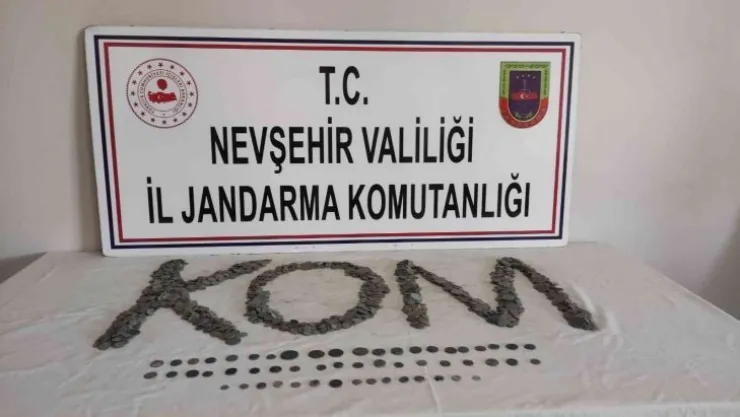 T.C.
NEVŞEHİR VALİLİĞİ
İL JANDARMA KOMUTANLIĞI
KOM